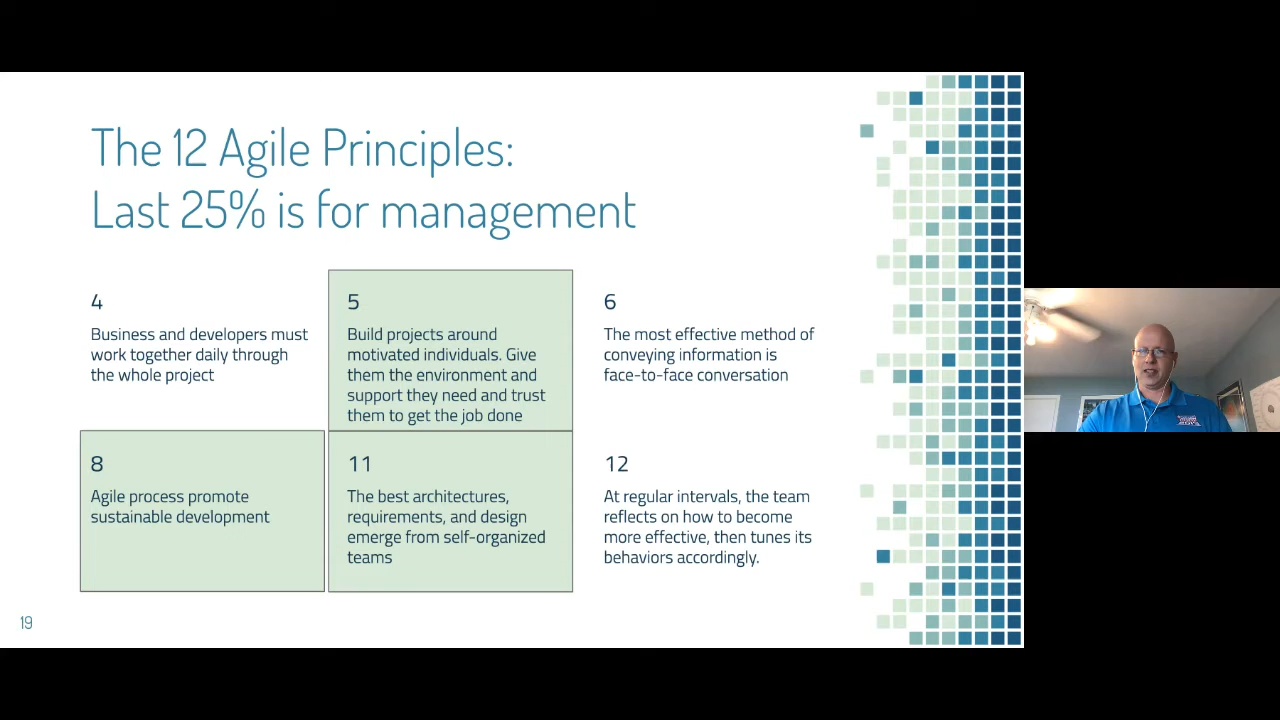 The 12 Agile Principles:
Last 25% is for management
4
Business and developers must
work together daily through
the whole project
5
Build projects around
motivated individuals. Give
them the environment and
support they need and trust
them to get the job done
6
The most effective method of
conveying information is
face-to-face conversation
8
Agile process promote
sustainable development
11
The best architectures,
requirements, and design
emerge from self-organized
teams
12
At regular intervals, the team
reflects on how to become
more effective, then tunes its
behaviors accordingly.
19